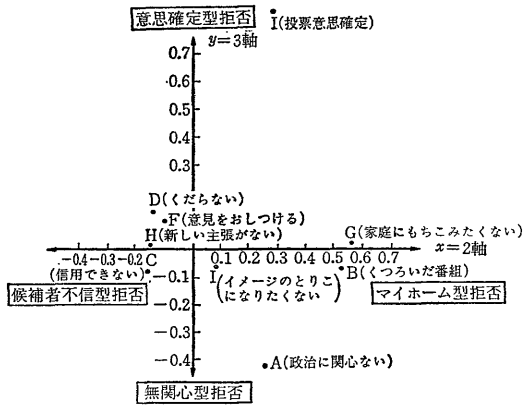 意思確定型拒否
I(投票意思確定)
y=3軸
0.7
0.6
0.5
0.4
0.3
D(くだらない)
F(意見をおしつける)
H(新しい主張がない)
G(家庭にもちこみたくない)
x=2軸
-0.4 -0.3 -0.2
0.1 0.2 0.3 0.4 0.5 0.6 0.7
C
(信用できない)
-0.1
I(イメージのとりこ
になりたくない)
B(くつろいだ番組)
候補者不信型拒否
マイホーム型拒否
-0.2
-0.3
-0.4
A(政治に関心ない)
無関心型拒否